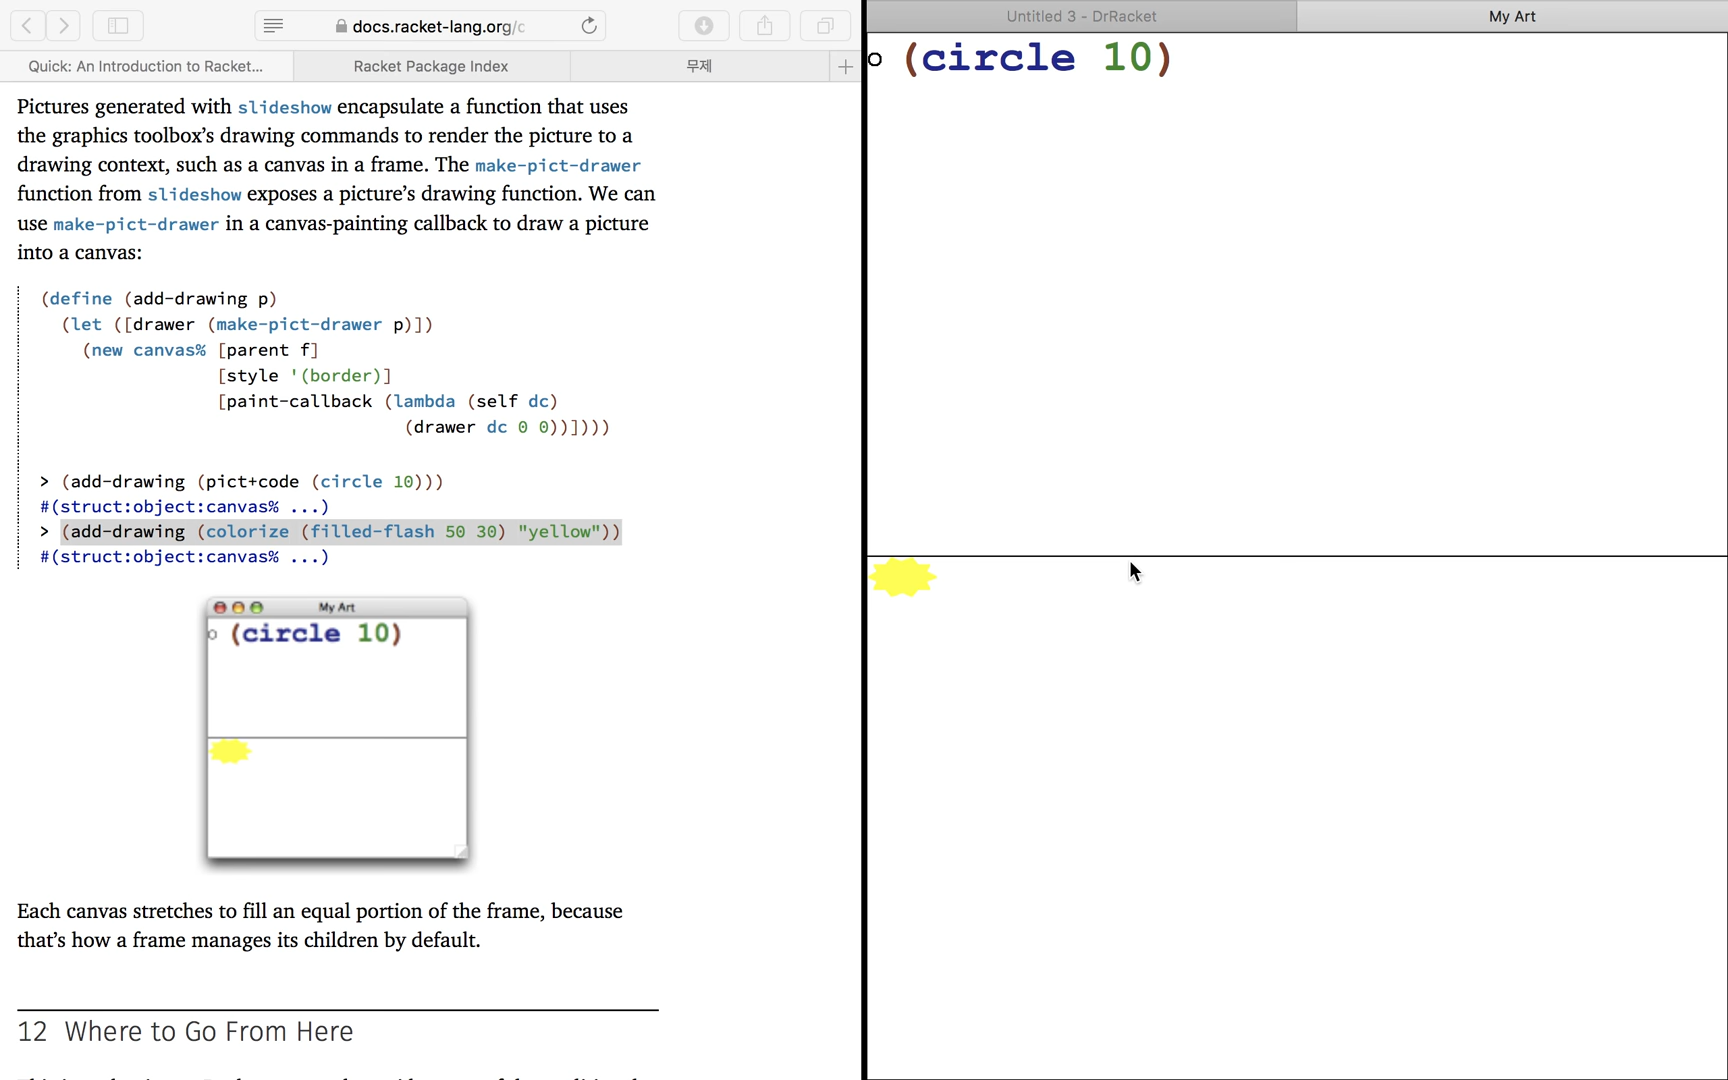 docs.racket-lang.org/c
Quick: An Introduction to Racket...
Racket Package Index
무제
Pictures generated with slideshow encapsulate a function that uses
the graphics toolbox’s drawing commands to render the picture to a
drawing context, such as a canvas in a frame. The make-pict-drawer
function from slideshow exposes a picture’s drawing function. We can
use make-pict-drawer in a canvas-painting callback to draw a picture
into a canvas:
(define (add-drawing p)
(let ([drawer (make-pict-drawer p)])
(new canvas% [parent f]
[style '(border)]
[paint-callback (lambda (self dc)
(drawer dc 0 0))])))
> (add-drawing (pict+code (circle 10)))
#(struct:object:canvas% ...)
> (add-drawing (colorize (filled-flash 50 30) "yellow"))
#(struct:object:canvas% ...)
My Art
(circle 10)
Each canvas stretches to fill an equal portion of the frame, because
that’s how a frame manages its children by default.
12 Where to Go From Here
Untitled 3 - DrRacket
My Art
(circle 10)